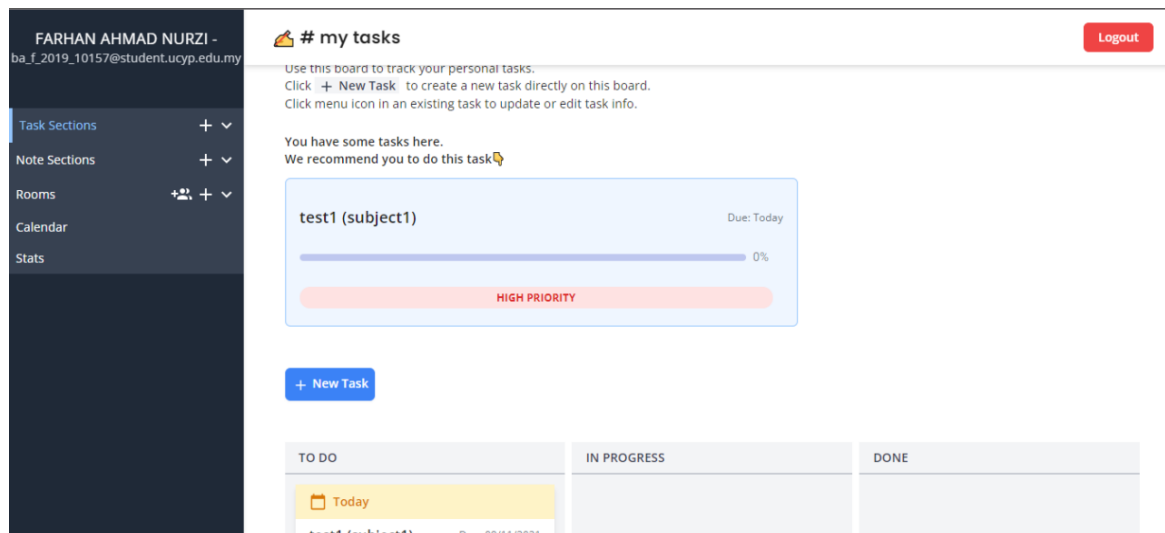 FARHAN AHMAD NURZI -
ba_f_2019_10157@student.ucyp.edu.my
Task Sections
Note Sections
Rooms
Calendar
Stats
# my tasks
Logout
Use this board to track your personal tasks.
Click + New Task to create a new task directly on this board.
Click menu icon in an existing task to update or edit task info.
You have some tasks here.
We recommend you to do this task
test1 (subject1)
Due: Today
0%
HIGH PRIORITY
+ New Task
TO DO
IN PROGRESS
DONE
Today
test1 (subject1)